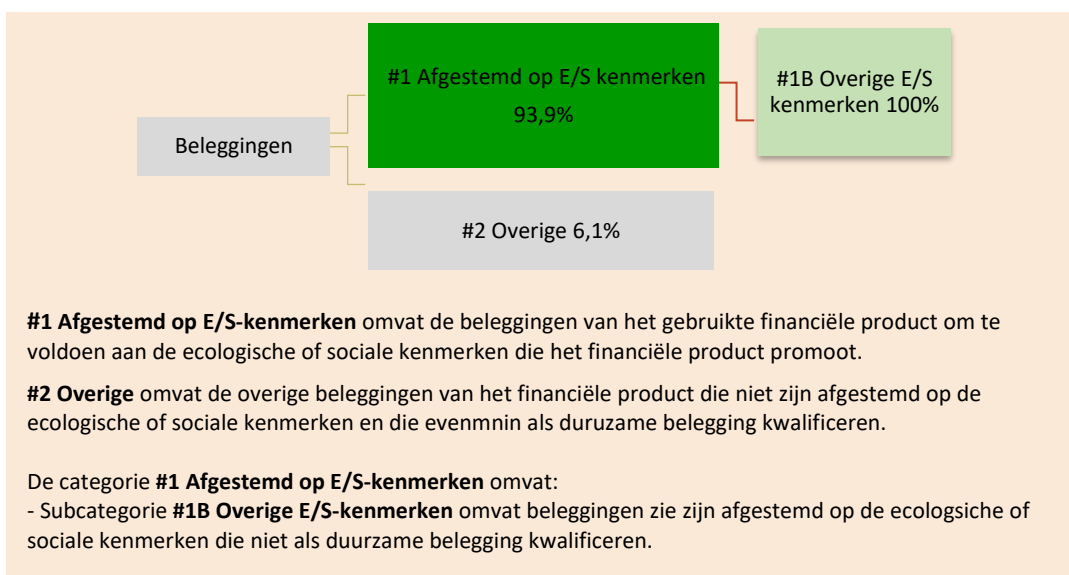 #1 Afgestemd op E/S kenmerken
93,9%
#1B Overige E/S
kenmerken 100%
Beleggingen
#2 Overige 6,1%
#1 Afgestemd op E/S-kenmerken omvat de beleggingen van het gebruikte financiële product om te
voldoen aan de ecologische of sociale kenmerken die het financiële product promoot.
#2 Overige omvat de overige beleggingen van het financiële product die niet zijn afgestemd op de
ecologische of sociale kenmerken en die evenmnin als duruzame belegging kwalificeren.
De categorie #1 Afgestemd op E/S-kenmerken omvat:
- Subcategorie #1B Overige E/S-kenmerken omvat beleggingen zie zijn afgestemd op de ecologsiche of
sociale kenmerken die niet als duurzame belegging kwalificeren.